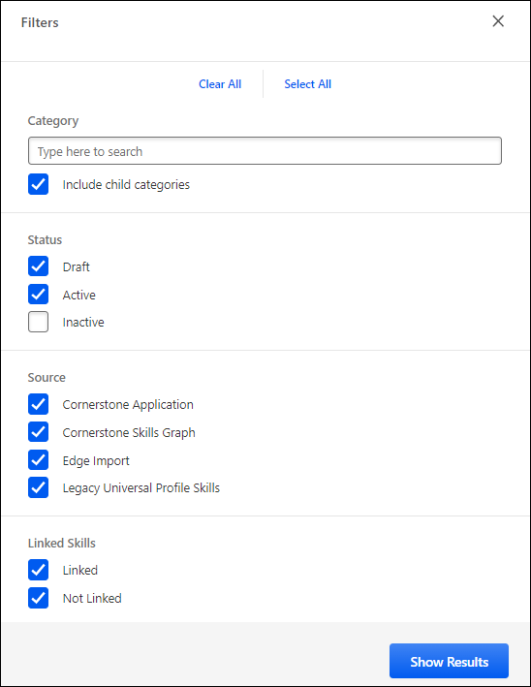 Filters
Clear All
Select All
Category
Type here to search
Include child categories
Status
Draft
Active
Inactive
Source
Cornerstone Application
Cornerstone Skills Graph
Edge Import
Legacy Universal Profile Skills
Linked Skills
Linked
Not Linked
Show Results